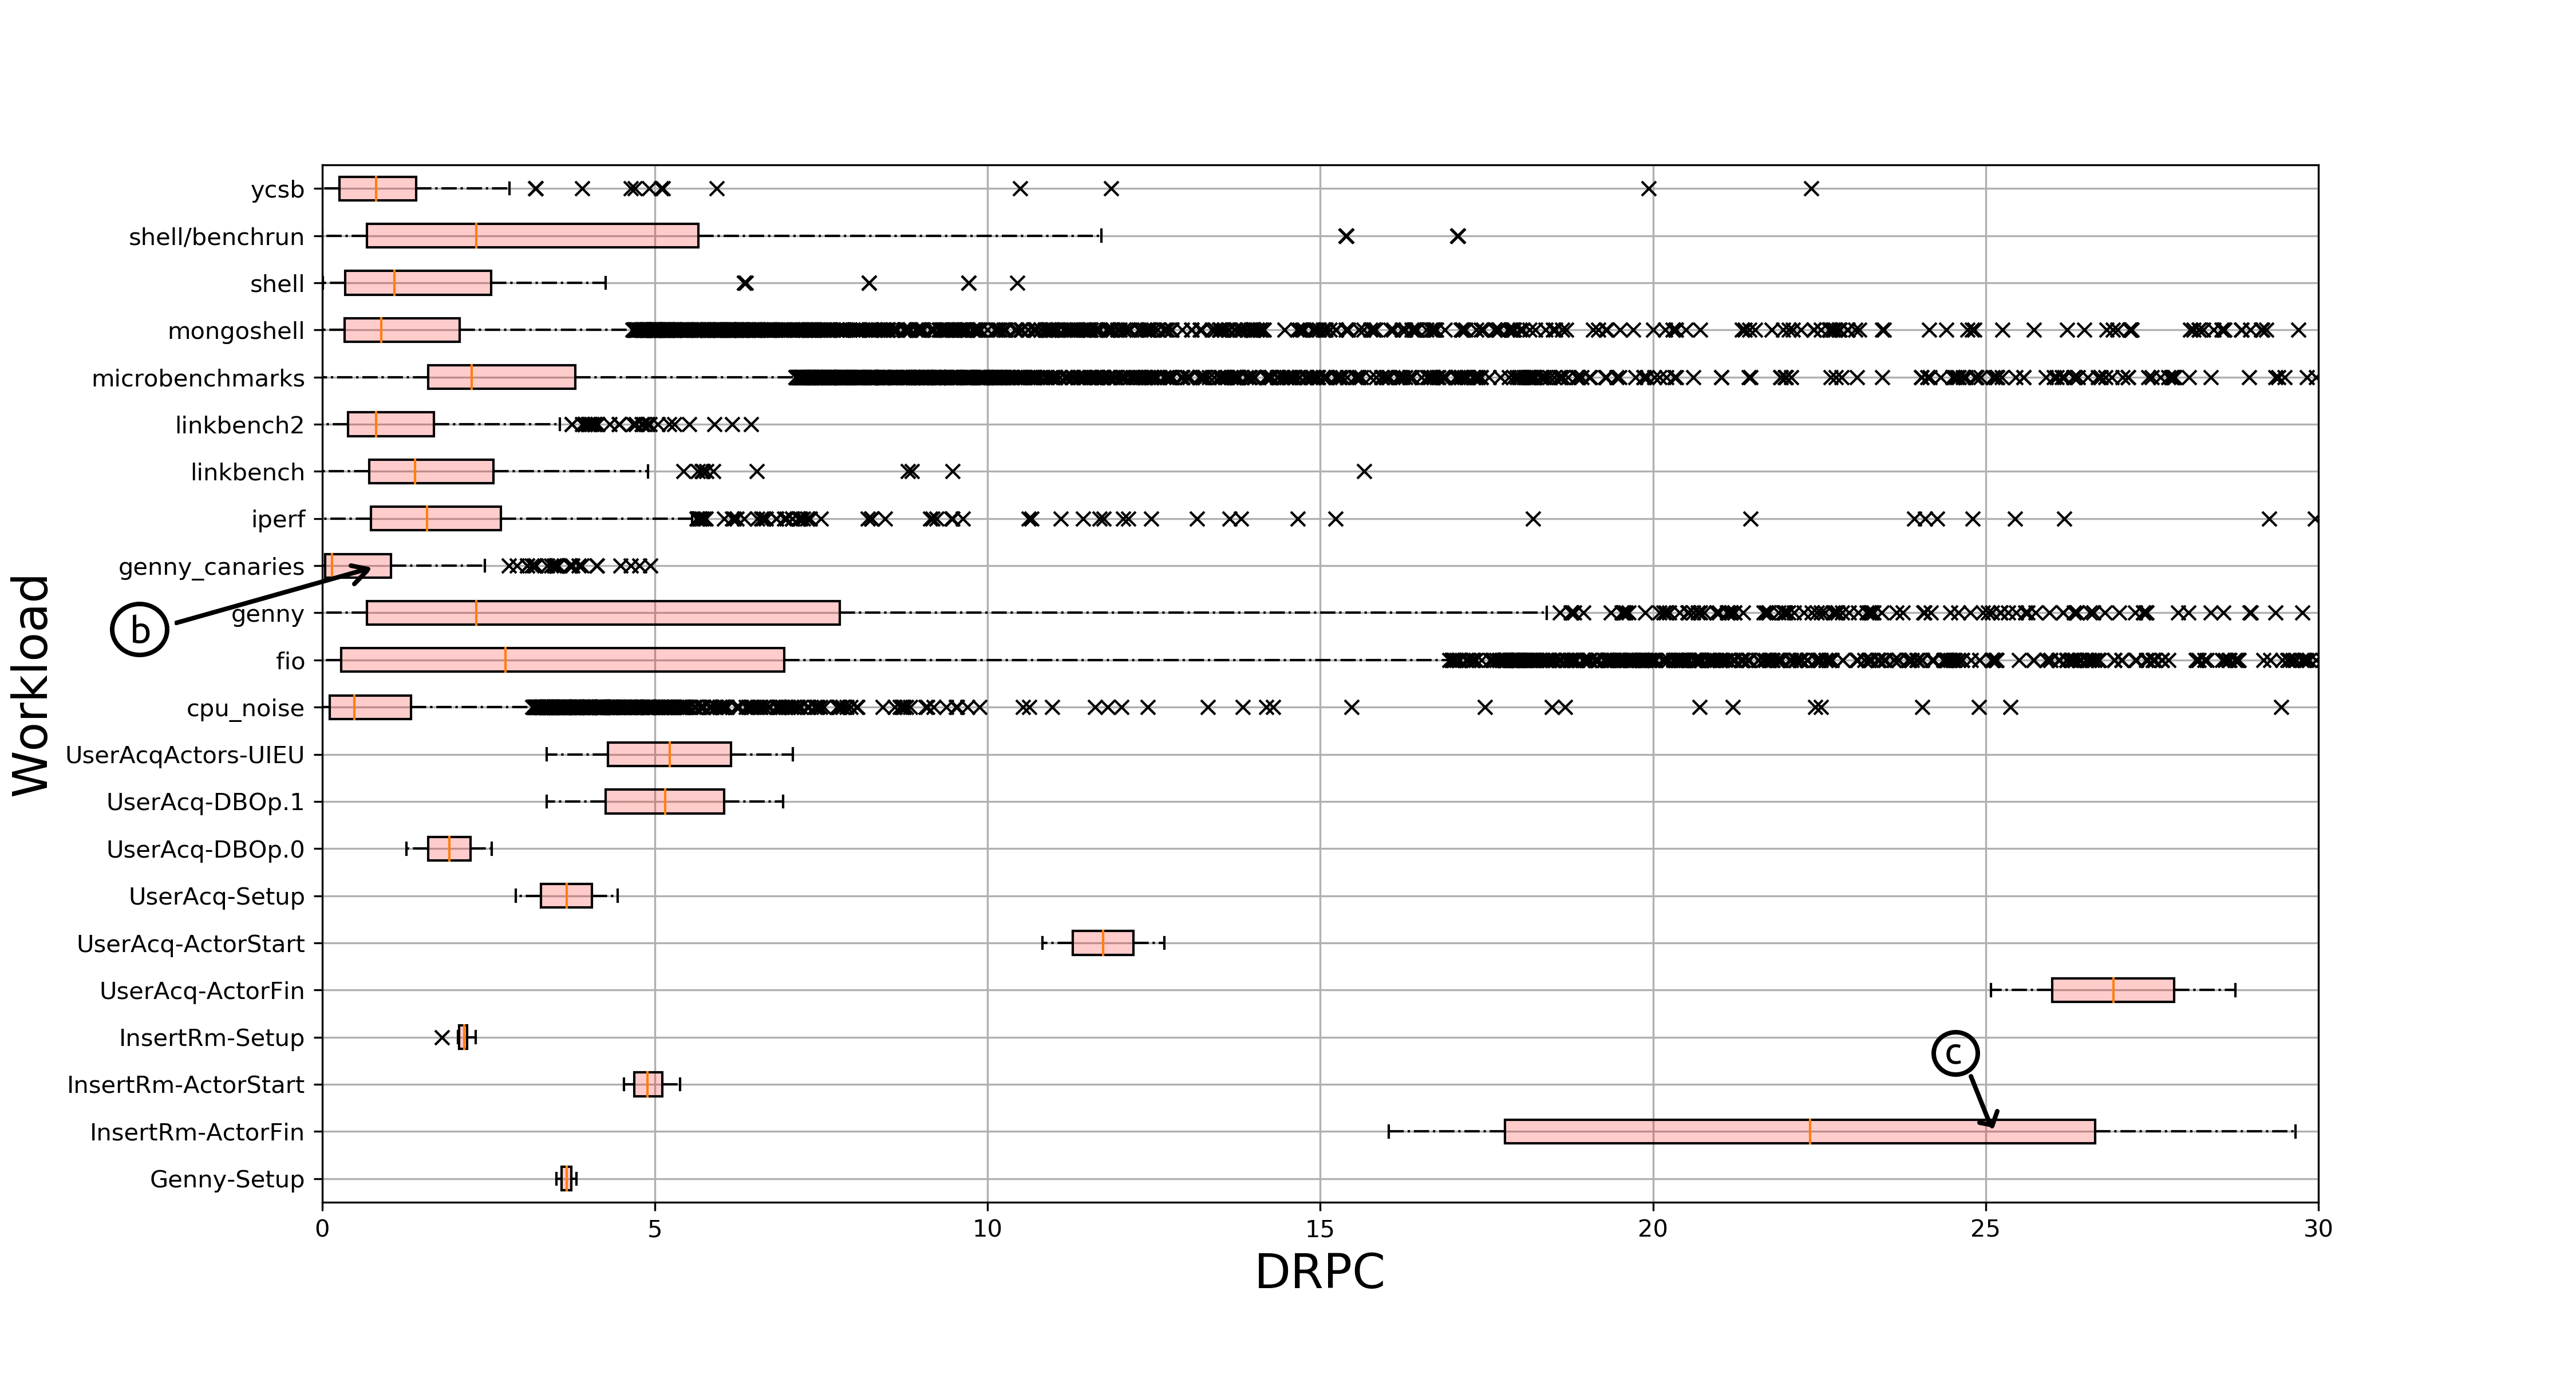 ycsb
shell/benchrun
shell
mongoshell
microbenchmarks
linkbench2
linkbench
iperf
genny_canaries
genny
fio
cpu_noise
UserAcqActors-UIEU
UserAcq-DBOp.1
UserAcq-DBOp.0
UserAcq-Setup
UserAcq-ActorStart
UserAcq-ActorFin
InsertRm-Setup
InsertRm-ActorStart
InsertRm-ActorFin
Genny-Setup
Workload
b
c
0 5 10 15 20 25 30
DRPC